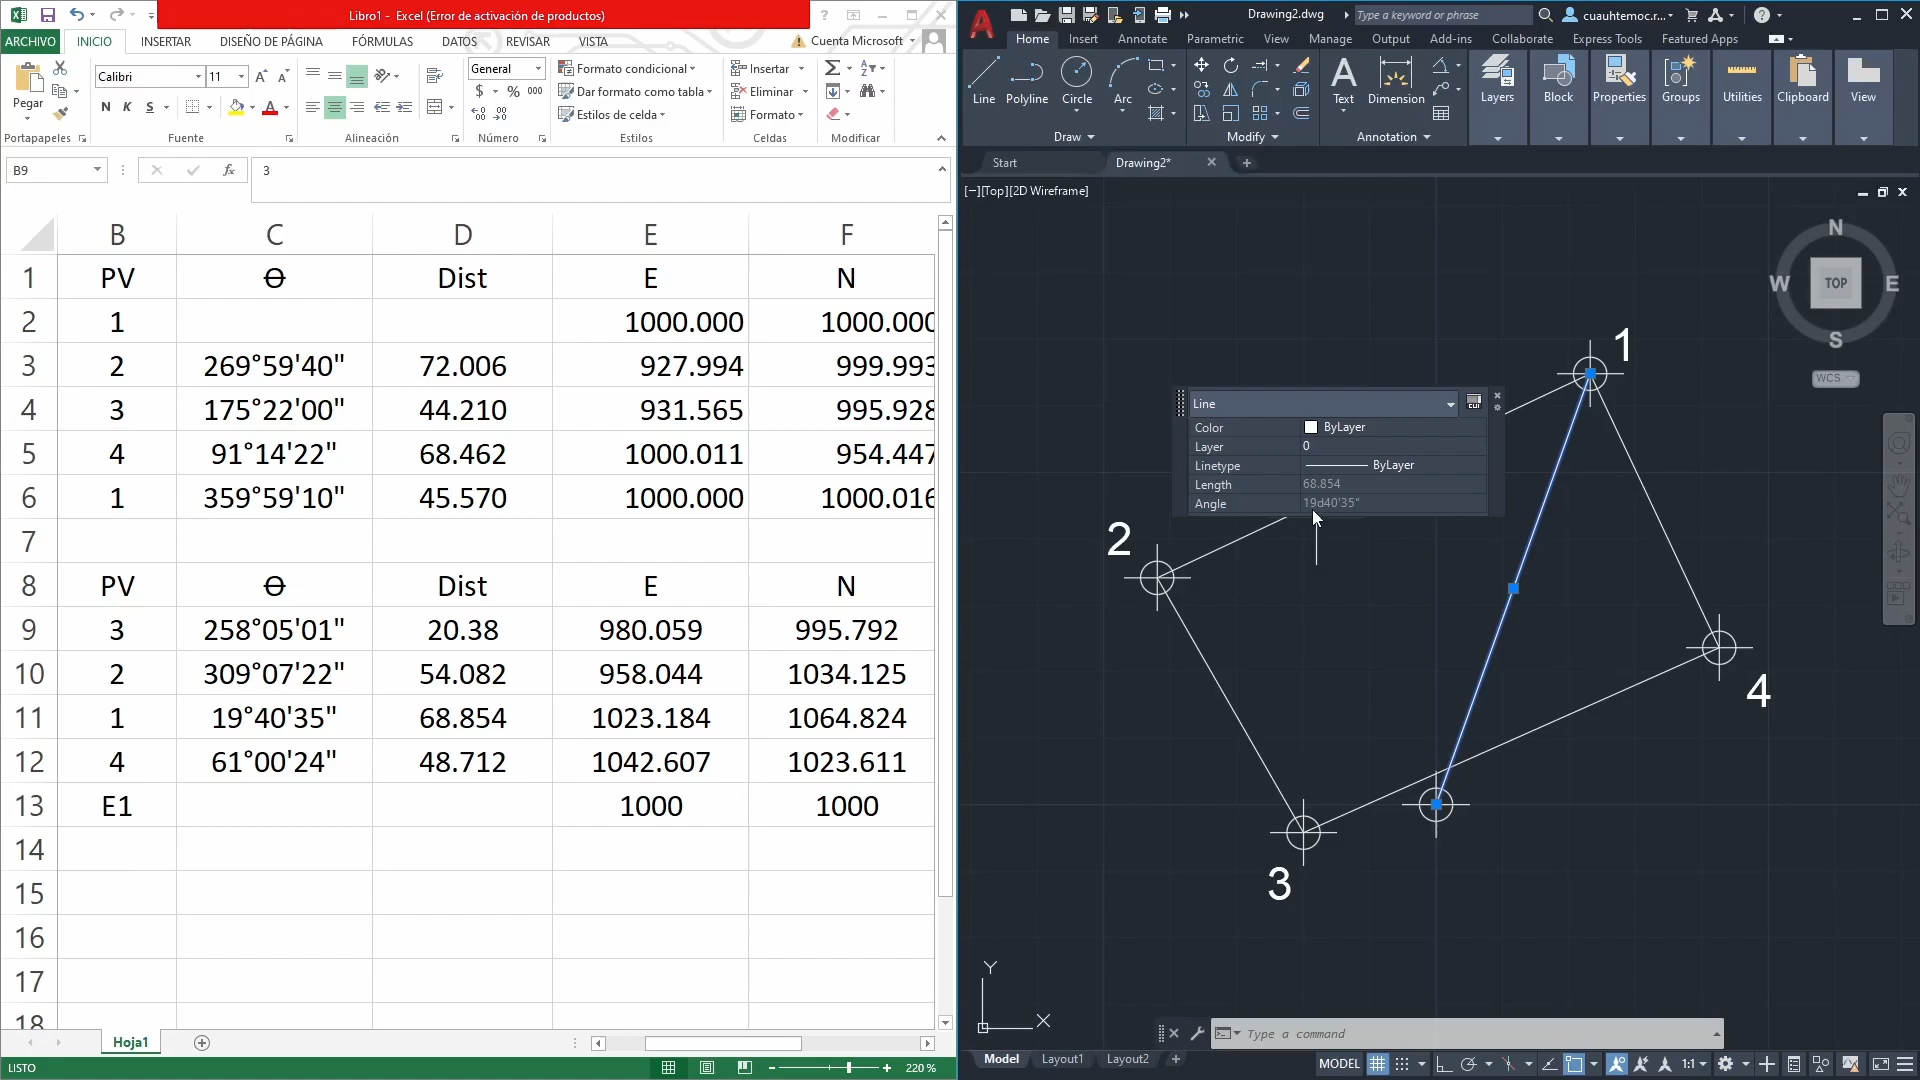 Libro1 - Excel (Error de activación de productos)
ARCHIVO INICIO INSERTAR DISEÑO DE PÁGINA FÓRMULAS DATOS REVISAR VISTA Cuenta Microsoft
Pegar
Calibri 11
N K S
General
$ % 000
Formato condicional
Dar formato como tabla
Estilos de celda
Insertar
Eliminar
Formato
Portapapeles Fuente Alineación Número Estilos Celdas Modificar
B9 fx 3
B C D E F
1 PV Ɵ Dist E N
2 1 1000.000 1000.000
3 2 269°59'40" 72.006 927.994 999.993
4 3 175°22'00" 44.210 931.565 995.928
5 4 91°14'22" 68.462 1000.011 954.447
6 1 359°59'10" 45.570 1000.000 1000.016
7
8 PV Ɵ Dist E N
9 3 258°05'01" 20.38 980.059 995.792
10 2 309°07'22" 54.082 958.044 1034.125
11 1 19°40'35" 68.854 1023.184 1064.824
12 4 61°00'24" 48.712 1042.607 1023.611
13 E1 1000 1000
14
15
16
17
18
Hoja1
LISTO 220 %
Drawing2.dwg Type a keyword or phrase cuauhtemoc.r...
Home Insert Annotate Parametric View Manage Output Add-ins Collaborate Express Tools Featured Apps
Line Polyline Circle Arc Text Dimension Layers Block Properties Groups Utilities Clipboard View
Draw Modify Annotation
Start Drawing2*
[−][Top][2D Wireframe]
N
W TOP E
S
WCS
1
2
3
4
Line
CUI
Color ByLayer
Layer 0
Linetype ByLayer
Length 68.854
Angle 19d40'35"
Y
X
Type a command
Model Layout1 Layout2
MODEL 1:1